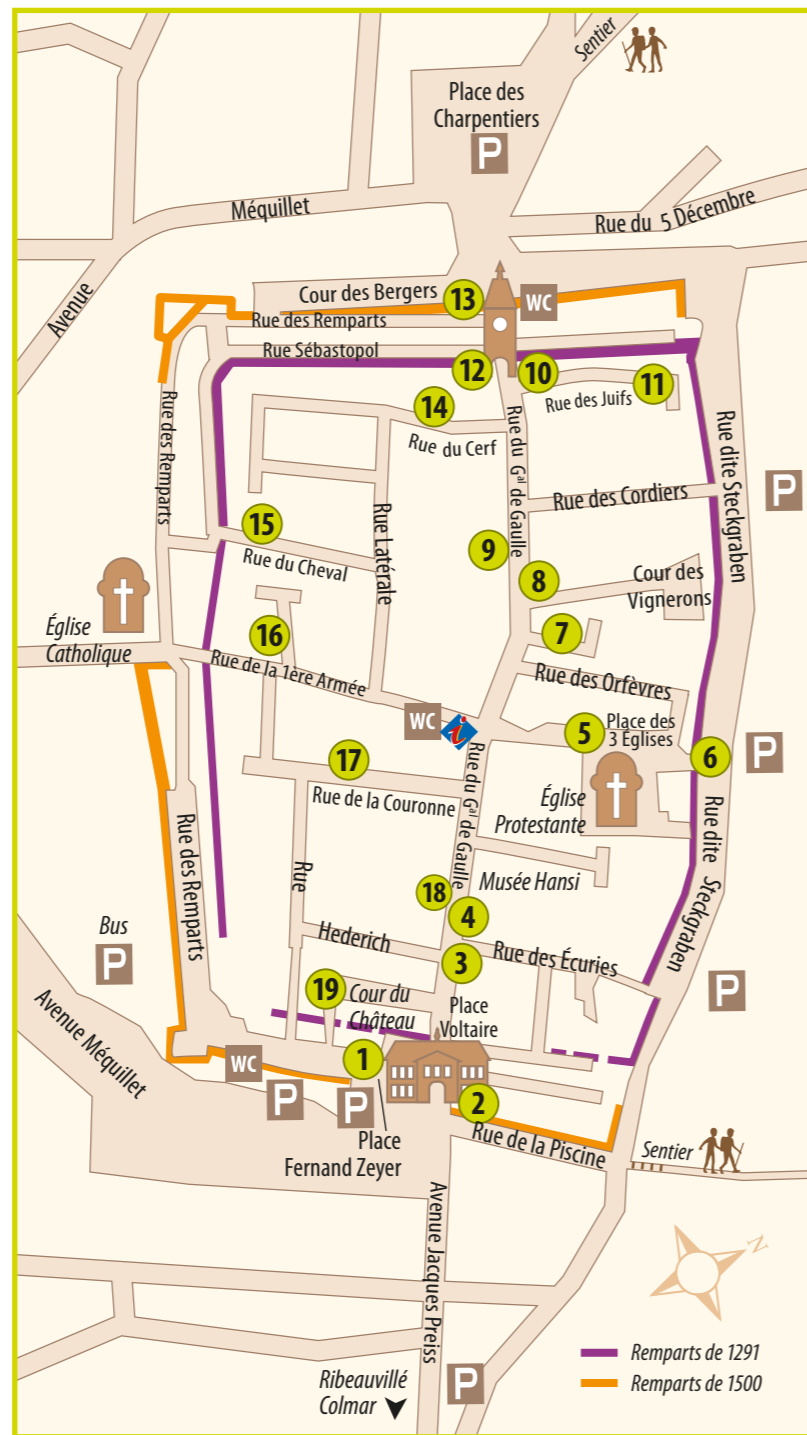 Sentier
Place des
Charpentiers
P
Méquillet
Rue du 5 Décembre
Avenue
Cour des Bergers
13
WC
Rue des Remparts
Rue Sébastopol
12
10
11
Rue des Juifs
14
Rue du Cerf
Rue des Remparts
Rue du Gal de Gaulle
Rue dite Steckgraben
P
Rue des Cordiers
15
Rue du Cheval
Rue Latérale
9
8
Cour des
Vignerons
7
Église
Catholique
16
Rue de la 1ère Armée
Rue des Orfèvres
WC
i
5
Place des
3 Églises
6
P
17
Rue de la Couronne
Rue du Gal de Gaulle
Église
Protestante
Rue des Remparts
Rue
Rue dite Steckgraben
Musée Hansi
18
4
Bus
P
Hederich
3
Rue des Écuries
P
19
Cour du
Château
Place
Voltaire
Avenue Méquillet
WC
1
P
P
2
Place
Fernand Zeyer
Rue de la Piscine
Sentier
Avenue Jacques Preiss
N
Remparts de 1291
Remparts de 1500
Ribeauvillé
Colmar
P